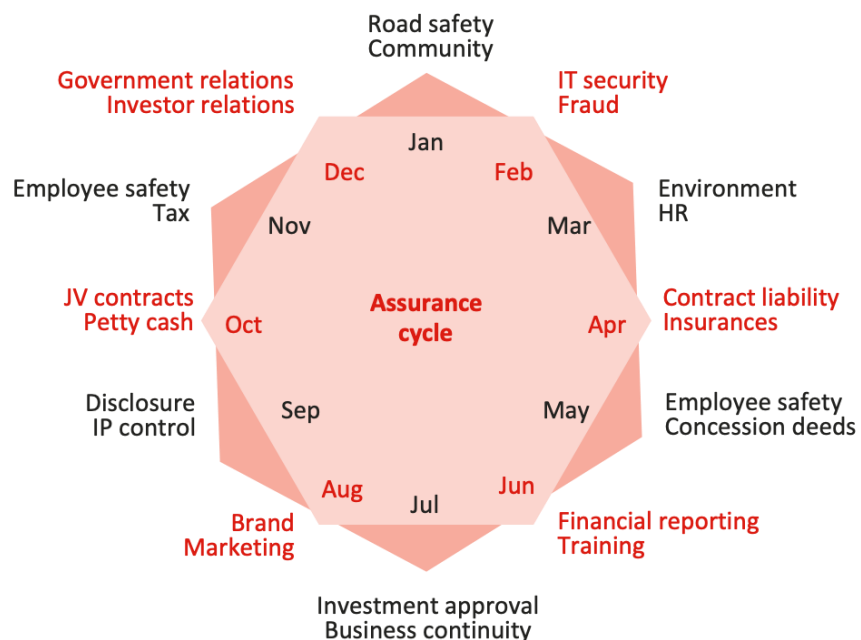 Road safety
Community
Government relations
Investor relations
IT security
Fraud
Jan
Dec
Feb
Employee safety
Tax
Environment
HR
Nov
Mar
JV contracts
Petty cash
Oct
Assurance
cycle
Apr
Contract liability
Insurances
Disclosure
IP control
Sep
May
Employee safety
Concession deeds
Aug
Jul
Jun
Brand
Marketing
Financial reporting
Training
Investment approval
Business continuity